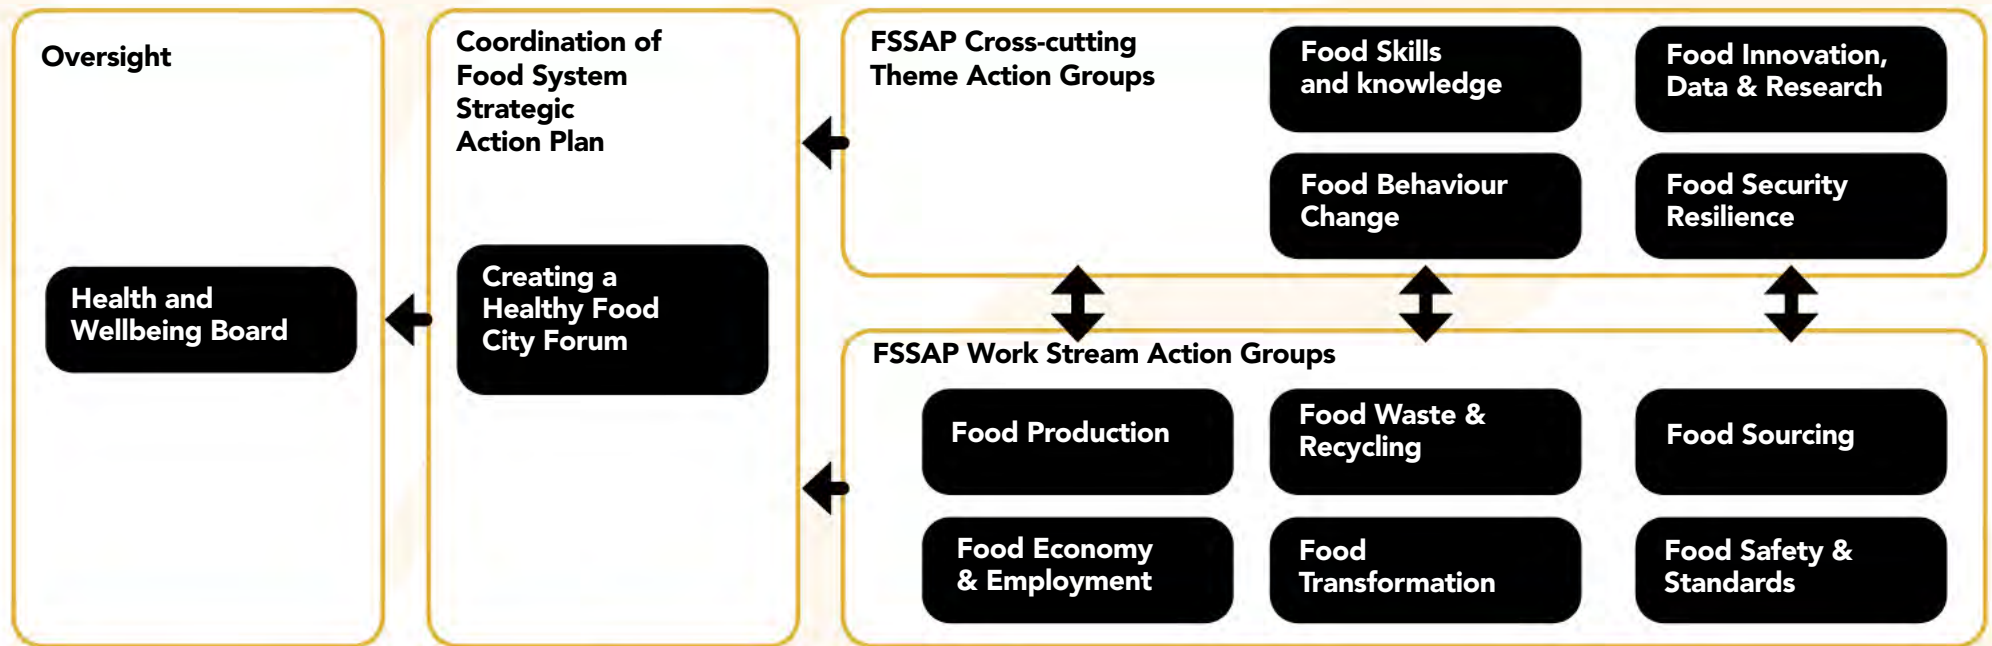 Oversight
Health and
Wellbeing Board
Coordination of
Food System
Strategic
Action Plan
Creating a
Healthy Food
City Forum
FSSAP Cross-cutting
Theme Action Groups
Food Skills
and knowledge
Food Innovation,
Data & Research
Food Behaviour
Change
Food Security
Resilience
FSSAP Work Stream Action Groups
Food Production
Food Waste &
Recycling
Food Sourcing
Food Economy
& Employment
Food
Transformation
Food Safety &
Standards